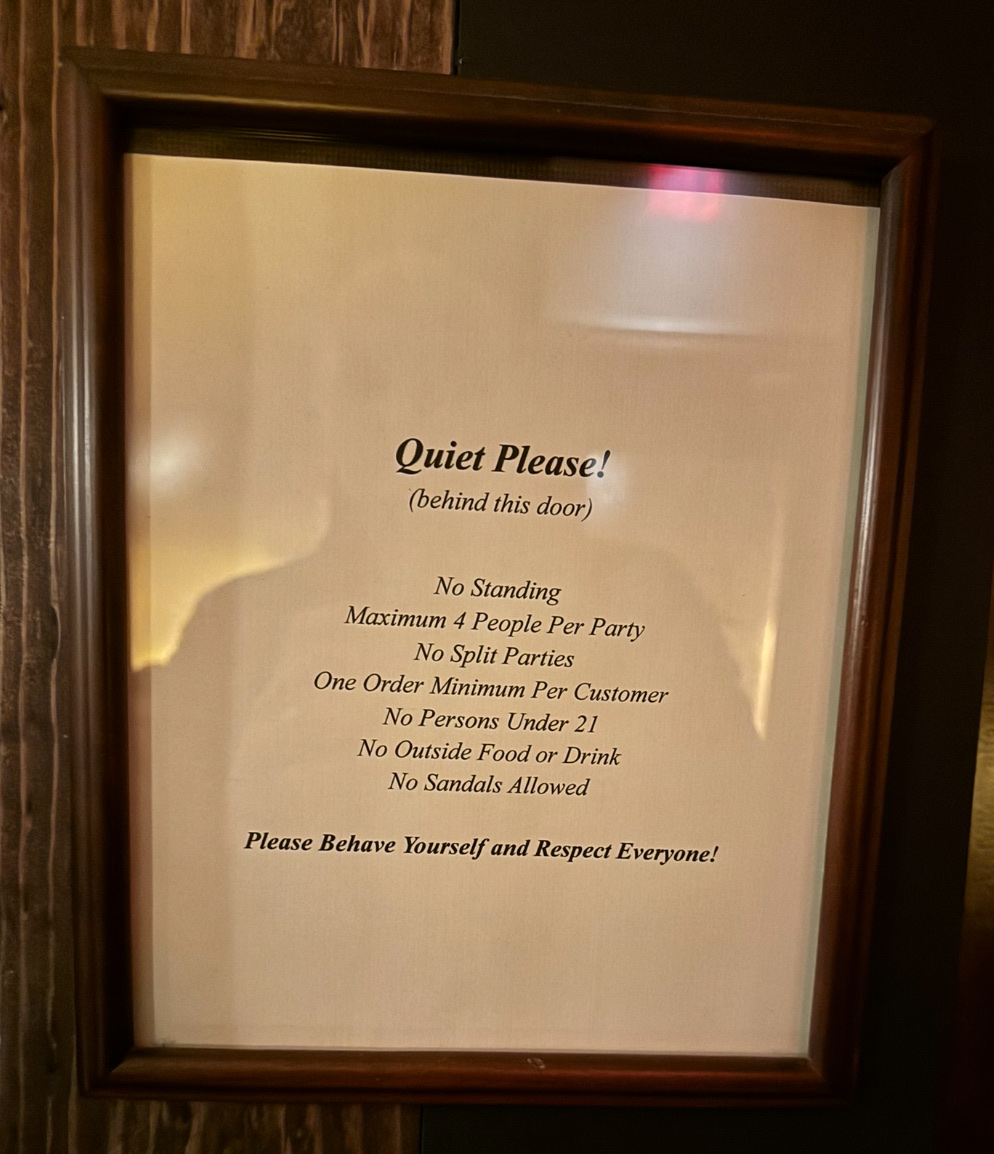 Quiet Please!
(behind this door)
No Standing
Maximum 4 People Per Party
No Split Parties
One Order Minimum Per Customer
No Persons Under 21
No Outside Food or Drink
No Sandals Allowed
Please Behave Yourself and Respect Everyone!